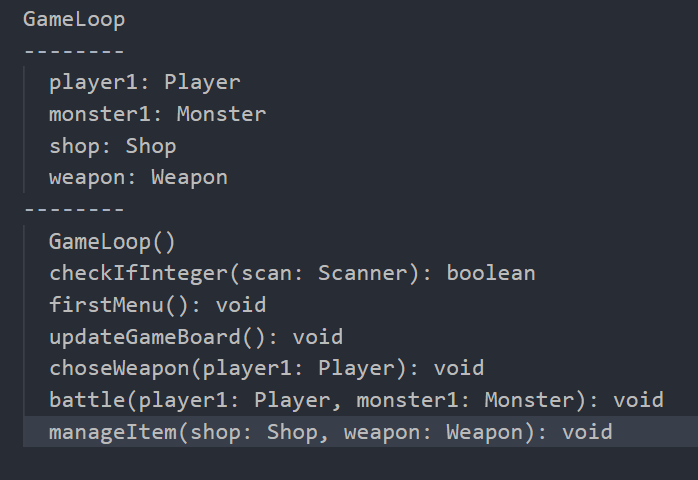 GameLoop
--------
player1: Player
monster1: Monster
shop: Shop
weapon: Weapon
--------
GameLoop()
checkIfInteger(scan: Scanner): boolean
firstMenu(): void
updateGameBoard(): void
choseWeapon(player1: Player): void
battle(player1: Player, monster1: Monster): void
manageItem(shop: Shop, weapon: Weapon): void